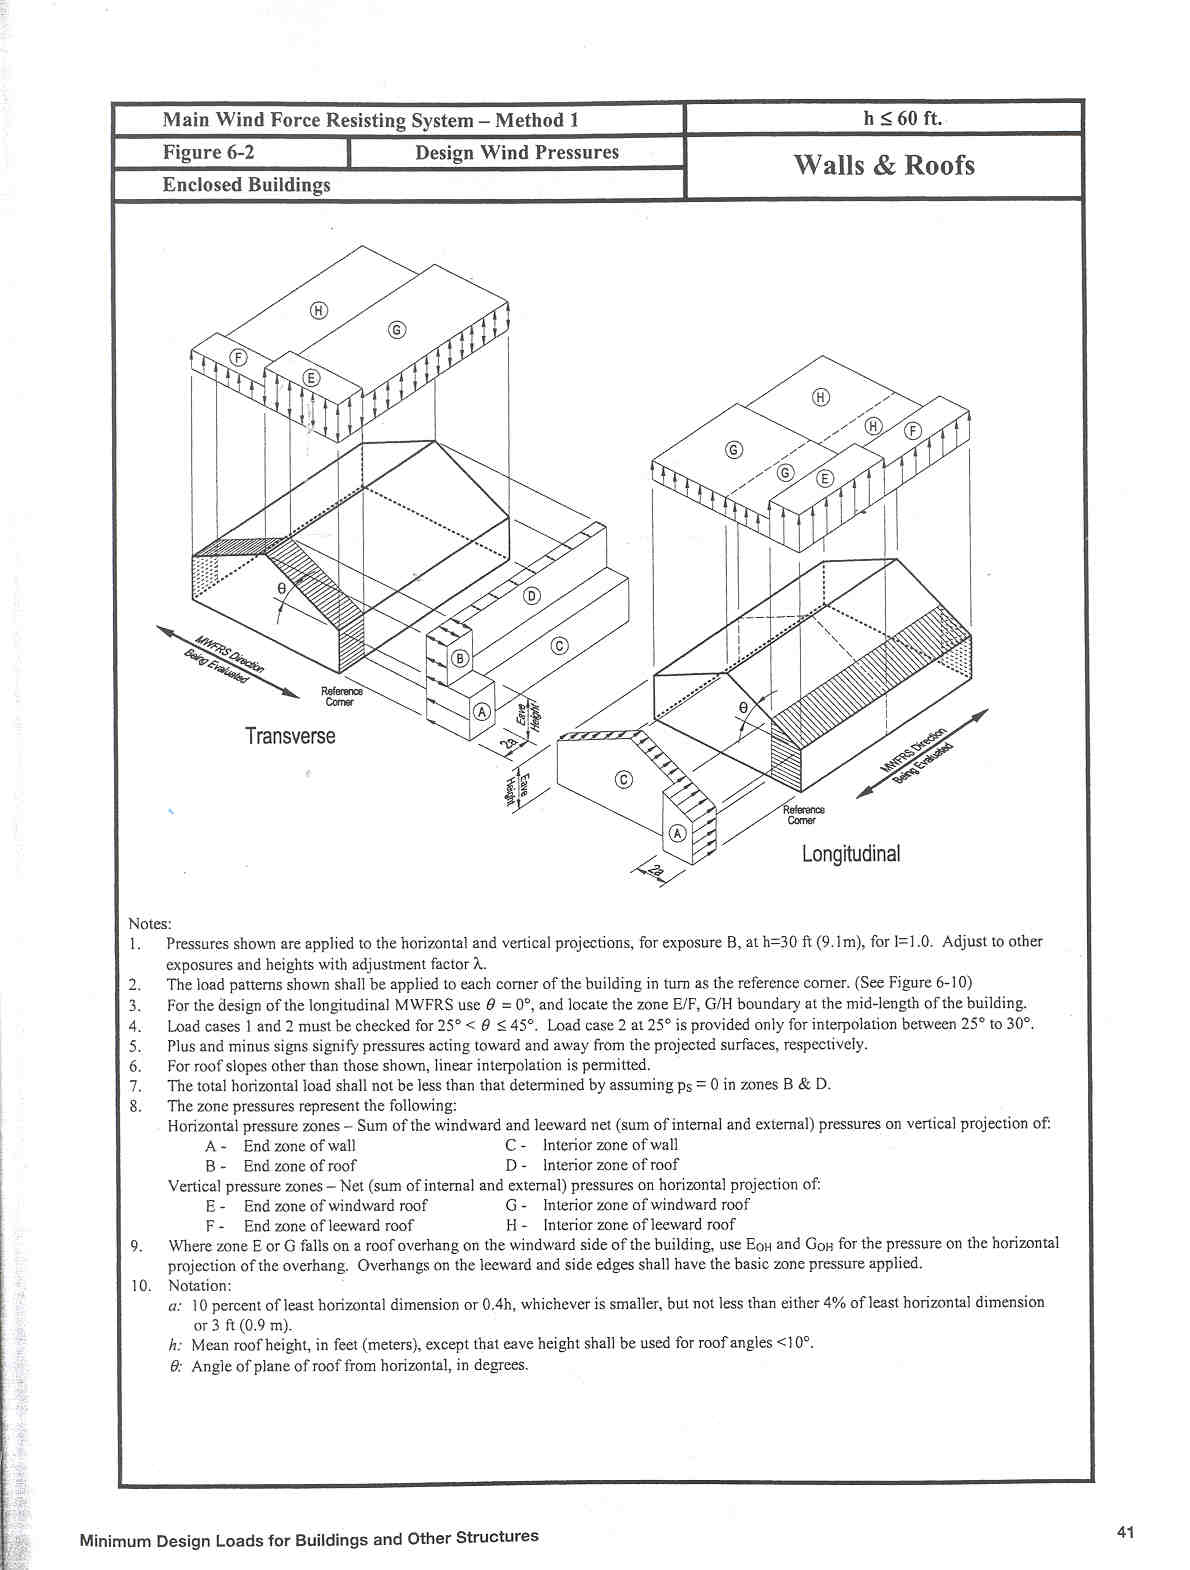 Main Wind Force Resisting System – Method 1
h ≤ 60 ft.
Figure 6-2
Design Wind Pressures
Walls & Roofs
Enclosed Buildings
H
G
F
E
H
H
F
G
G
E
θ
D
C
B
A
MWFRS Direction
Being Evaluated
Reference
Corner
Eave
Height
2a
Transverse
θ
Eave
Height
C
A
2a
MWFRS Direction
Being Evaluated
Reference
Corner
Longitudinal
Notes:
1. Pressures shown are applied to the horizontal and vertical projections, for exposure B, at h=30 ft (9.1m), for I=1.0. Adjust to other
exposures and heights with adjustment factor λ.
2. The load patterns shown shall be applied to each corner of the building in turn as the reference corner. (See Figure 6-10)
3. For the design of the longitudinal MWFRS use θ = 0°, and locate the zone E/F, G/H boundary at the mid-length of the building.
4. Load cases 1 and 2 must be checked for 25° < θ ≤ 45°. Load case 2 at 25° is provided only for interpolation between 25° to 30°.
5. Plus and minus signs signify pressures acting toward and away from the projected surfaces, respectively.
6. For roof slopes other than those shown, linear interpolation is permitted.
7. The total horizontal load shall not be less than that determined by assuming pS = 0 in zones B & D.
8. The zone pressures represent the following:
Horizontal pressure zones – Sum of the windward and leeward net (sum of internal and external) pressures on vertical projection of:
A - End zone of wall C - Interior zone of wall
B - End zone of roof D - Interior zone of roof
Vertical pressure zones – Net (sum of internal and external) pressures on horizontal projection of:
E - End zone of windward roof G - Interior zone of windward roof
F - End zone of leeward roof H - Interior zone of leeward roof
9. Where zone E or G falls on a roof overhang on the windward side of the building, use EOH and GOH for the pressure on the horizontal
projection of the overhang. Overhangs on the leeward and side edges shall have the basic zone pressure applied.
10. Notation:
a: 10 percent of least horizontal dimension or 0.4h, whichever is smaller, but not less than either 4% of least horizontal dimension
or 3 ft (0.9 m).
h: Mean roof height, in feet (meters), except that eave height shall be used for roof angles <10°.
θ: Angle of plane of roof from horizontal, in degrees.
Minimum Design Loads for Buildings and Other Structures
41